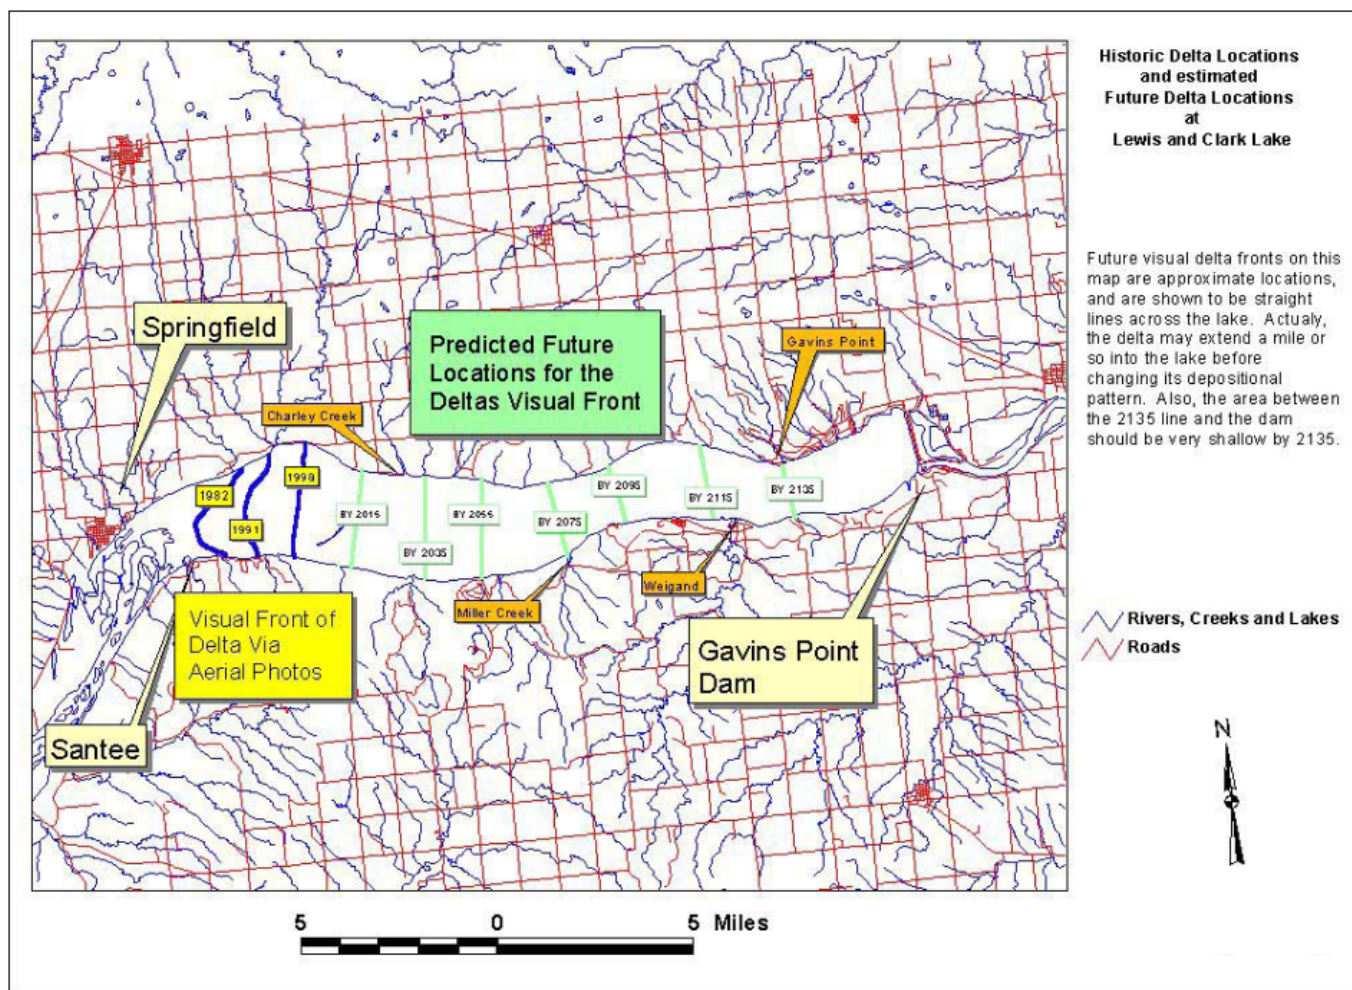 Historic Delta Locations
and estimated
Future Delta Locations
at
Lewis and Clark Lake
Future visual delta fronts on this
map are approximate locations,
and are shown to be straight
lines across the lake. Actualy,
the delta may extend a mile or
so into the lake before
changing its depositional
pattern. Also, the area between
the 2135 line and the dam
should be very shallow by 2135.
Springfield
Predicted Future
Locations for the
Deltas Visual Front
Gavins Point
Charley Creek
1982
1991
1998
BY 2015
BY 2035
BY 2055
BY 2075
BY 2095
BY 2115
BY 2135
Miller Creek
Weigand
Visual Front of
Delta Via
Aerial Photos
Gavins Point
Dam
Santee
Rivers, Creeks and Lakes
Roads
N
5 0 5 Miles